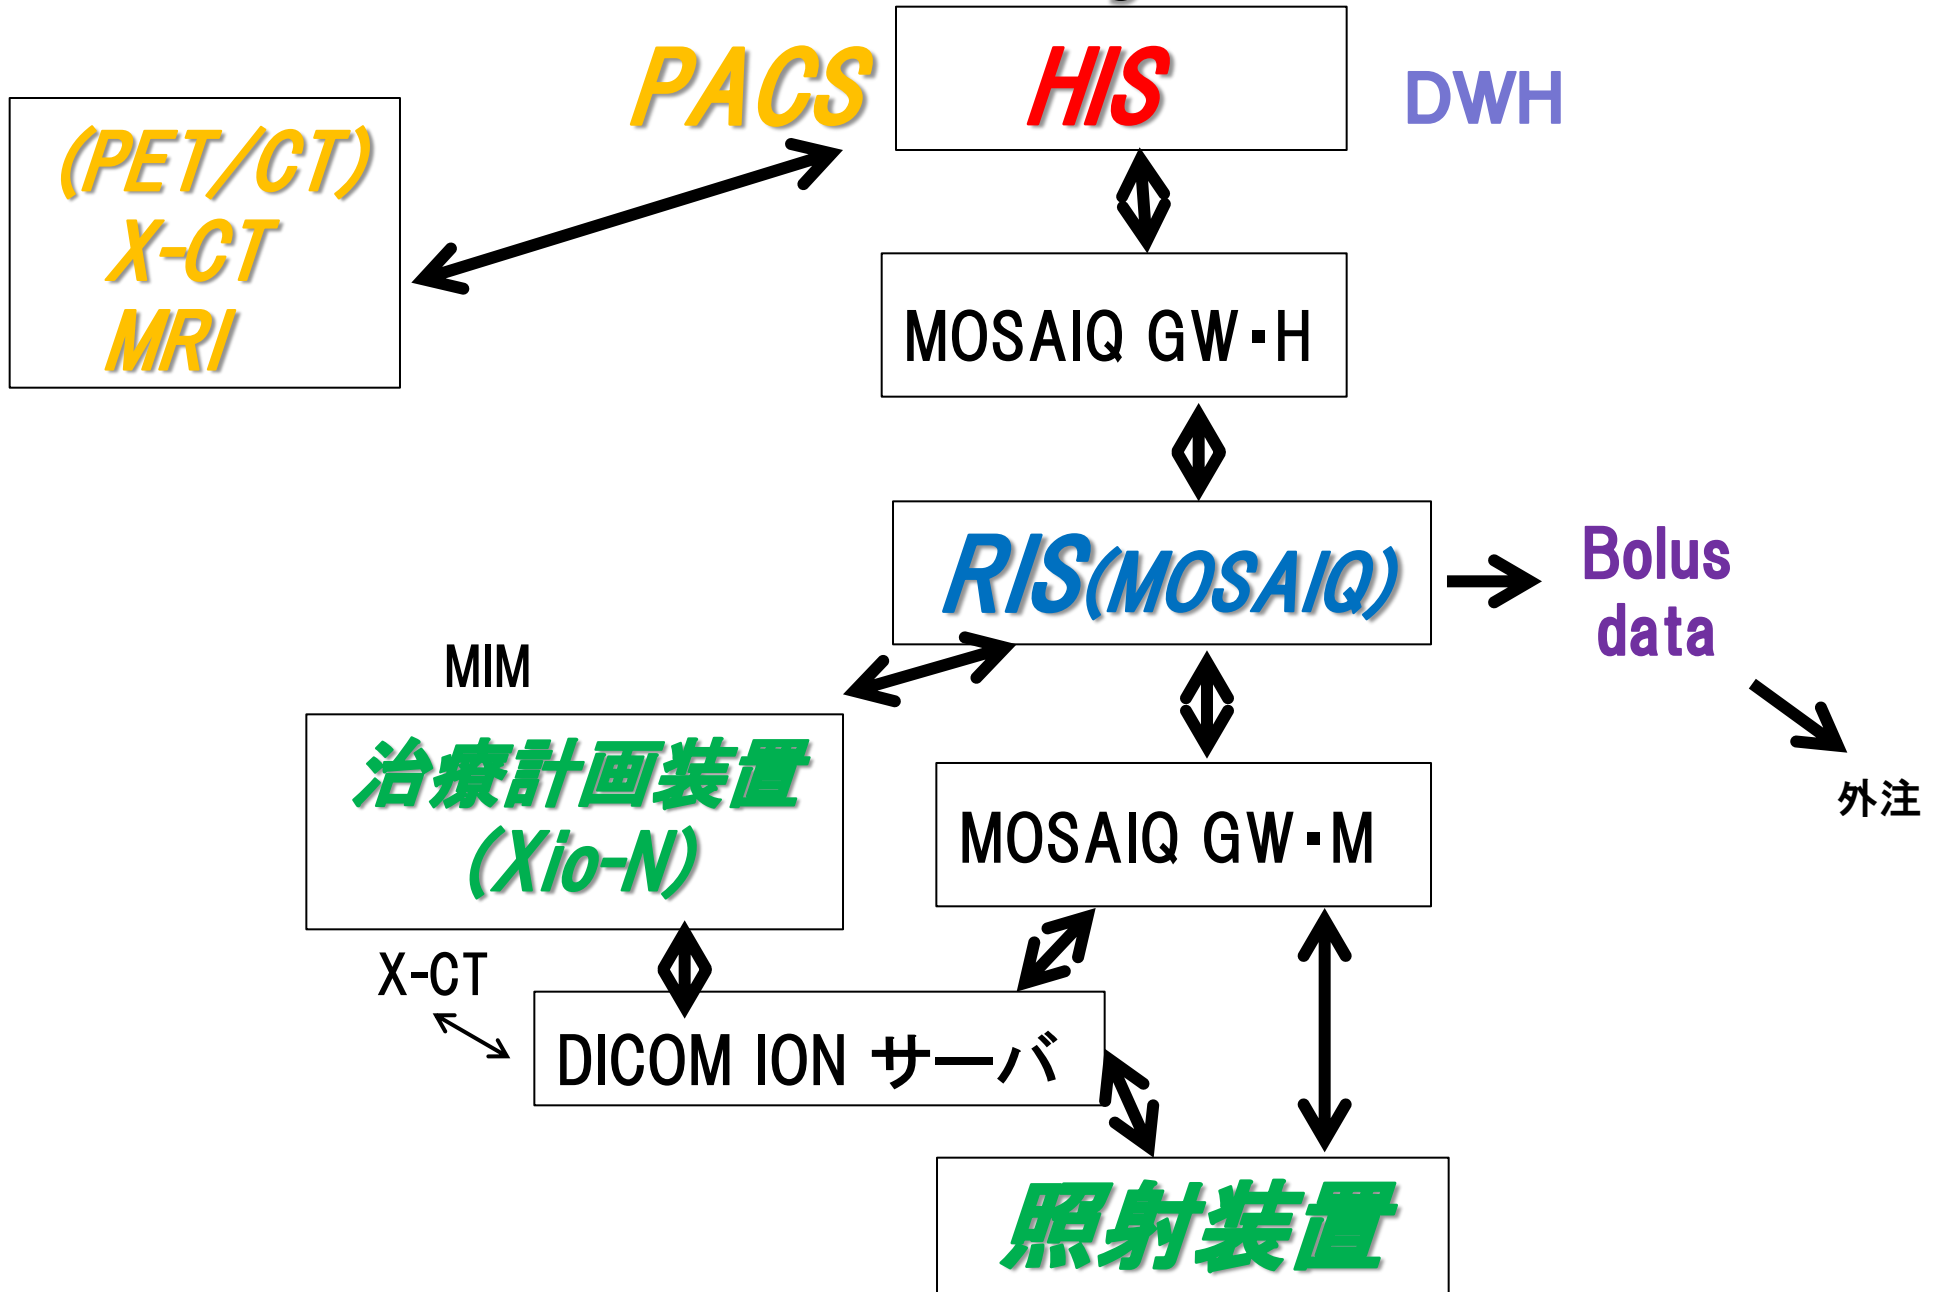 PACS
HIS
DWH
(PET/CT)
X-CT
MRI
MOSAIQ GW・H
RIS(MOSAIQ)
Bolus
data
MIM
治療計画装置
(Xio-N)
MOSAIQ GW・M
外注
X-CT
DICOM ION サーバ
照射装置